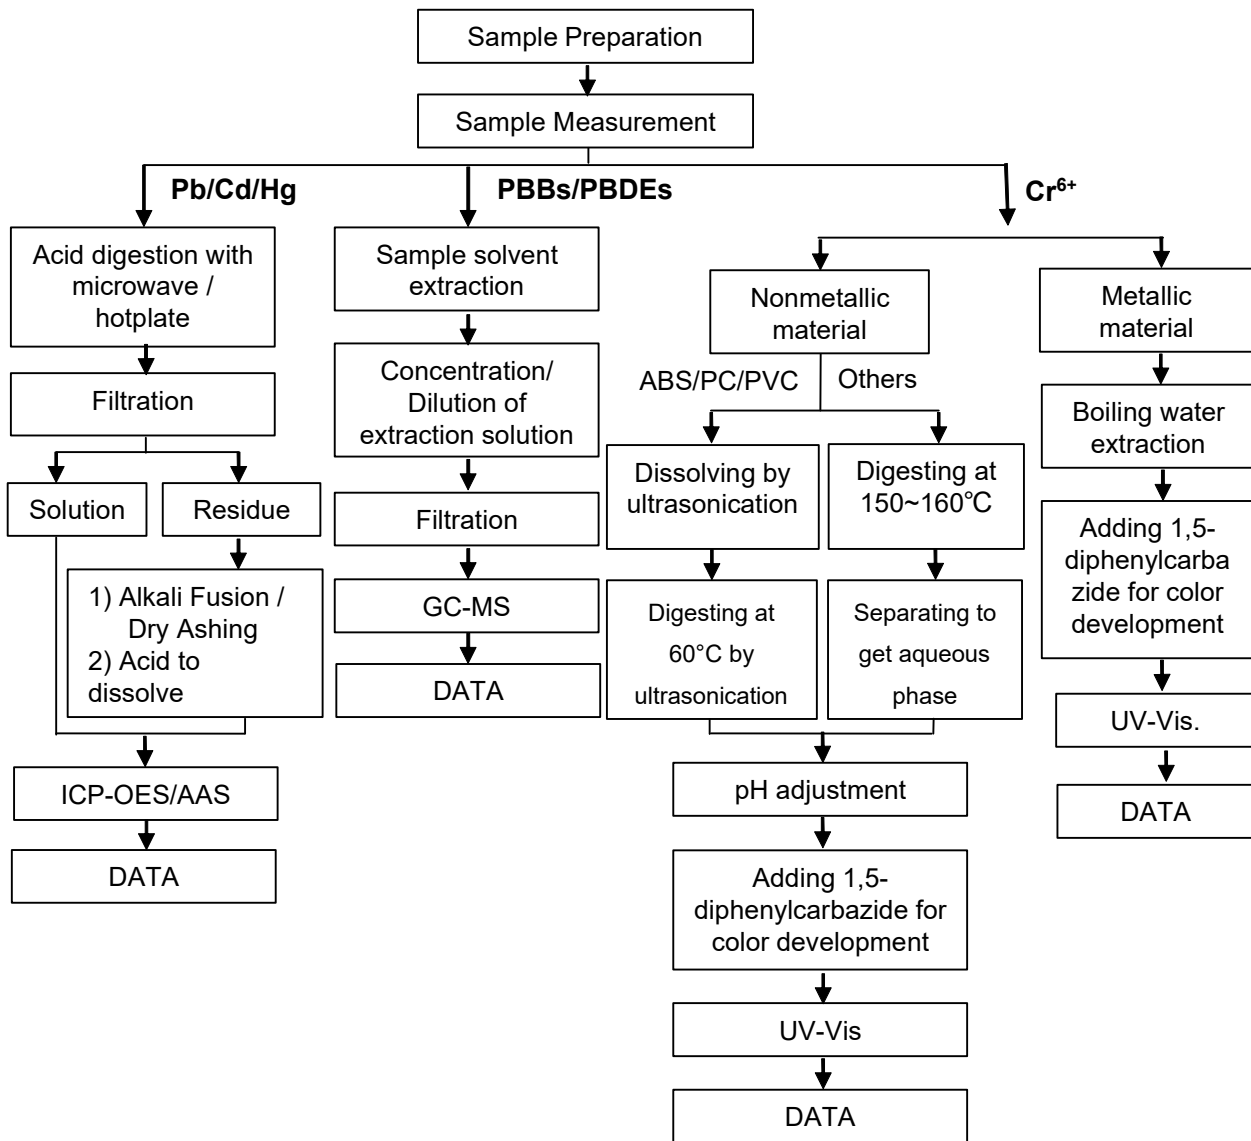 Sample Preparation
Sample Measurement
Pb/Cd/Hg
PBBs/PBDEs
Cr⁶⁺
Acid digestion with
microwave /
hotplate
Filtration
Solution
Residue
1) Alkali Fusion /
Dry Ashing
2) Acid to
dissolve
ICP-OES/AAS
DATA
Sample solvent
extraction
Concentration/
Dilution of
extraction solution
Filtration
GC-MS
DATA
Nonmetallic
material
ABS/PC/PVC
Others
Dissolving by
ultrasonication
Digesting at
60°C by
ultrasonication
Digesting at
150~160℃
Separating to
get aqueous
phase
pH adjustment
Adding 1,5-
diphenylcarbazide for
color development
UV-Vis
DATA
Metallic
material
Boiling water
extraction
Adding 1,5-
diphenylcarba
zide for color
development
UV-Vis.
DATA